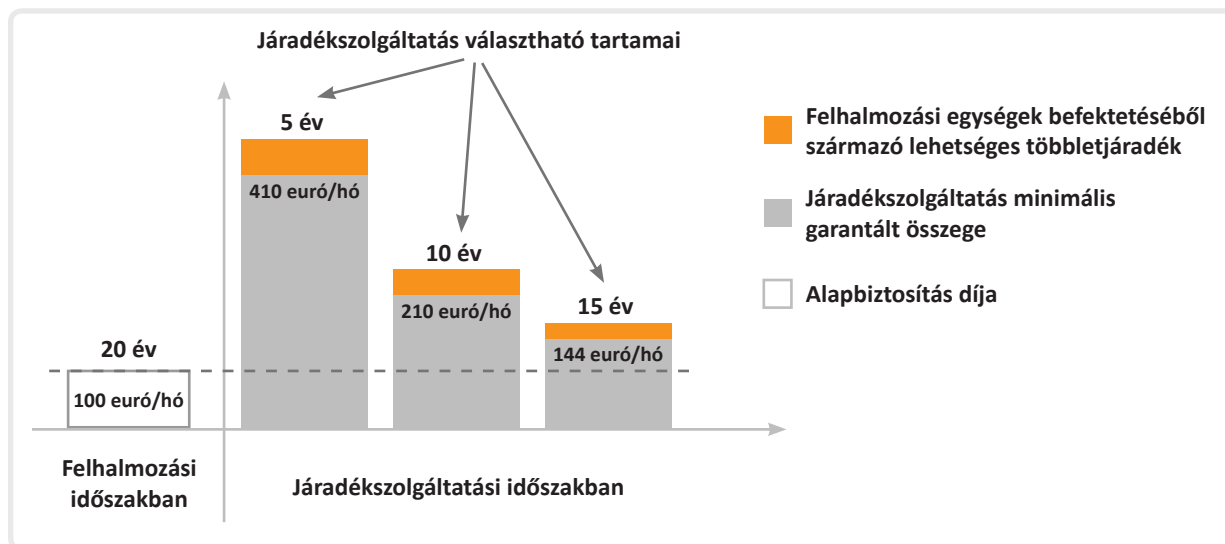 Járadékszolgáltatás választható tartamai
5 év
410 euró/hó
10 év
210 euró/hó
15 év
144 euró/hó
20 év
100 euró/hó
Felhalmozási
időszakban
Járadékszolgáltatási időszakban
Felhalmozási egységek befektetéséből
származó lehetséges többletjáradék
Járadékszolgáltatás minimális
garantált összege
Alapbiztosítás díja